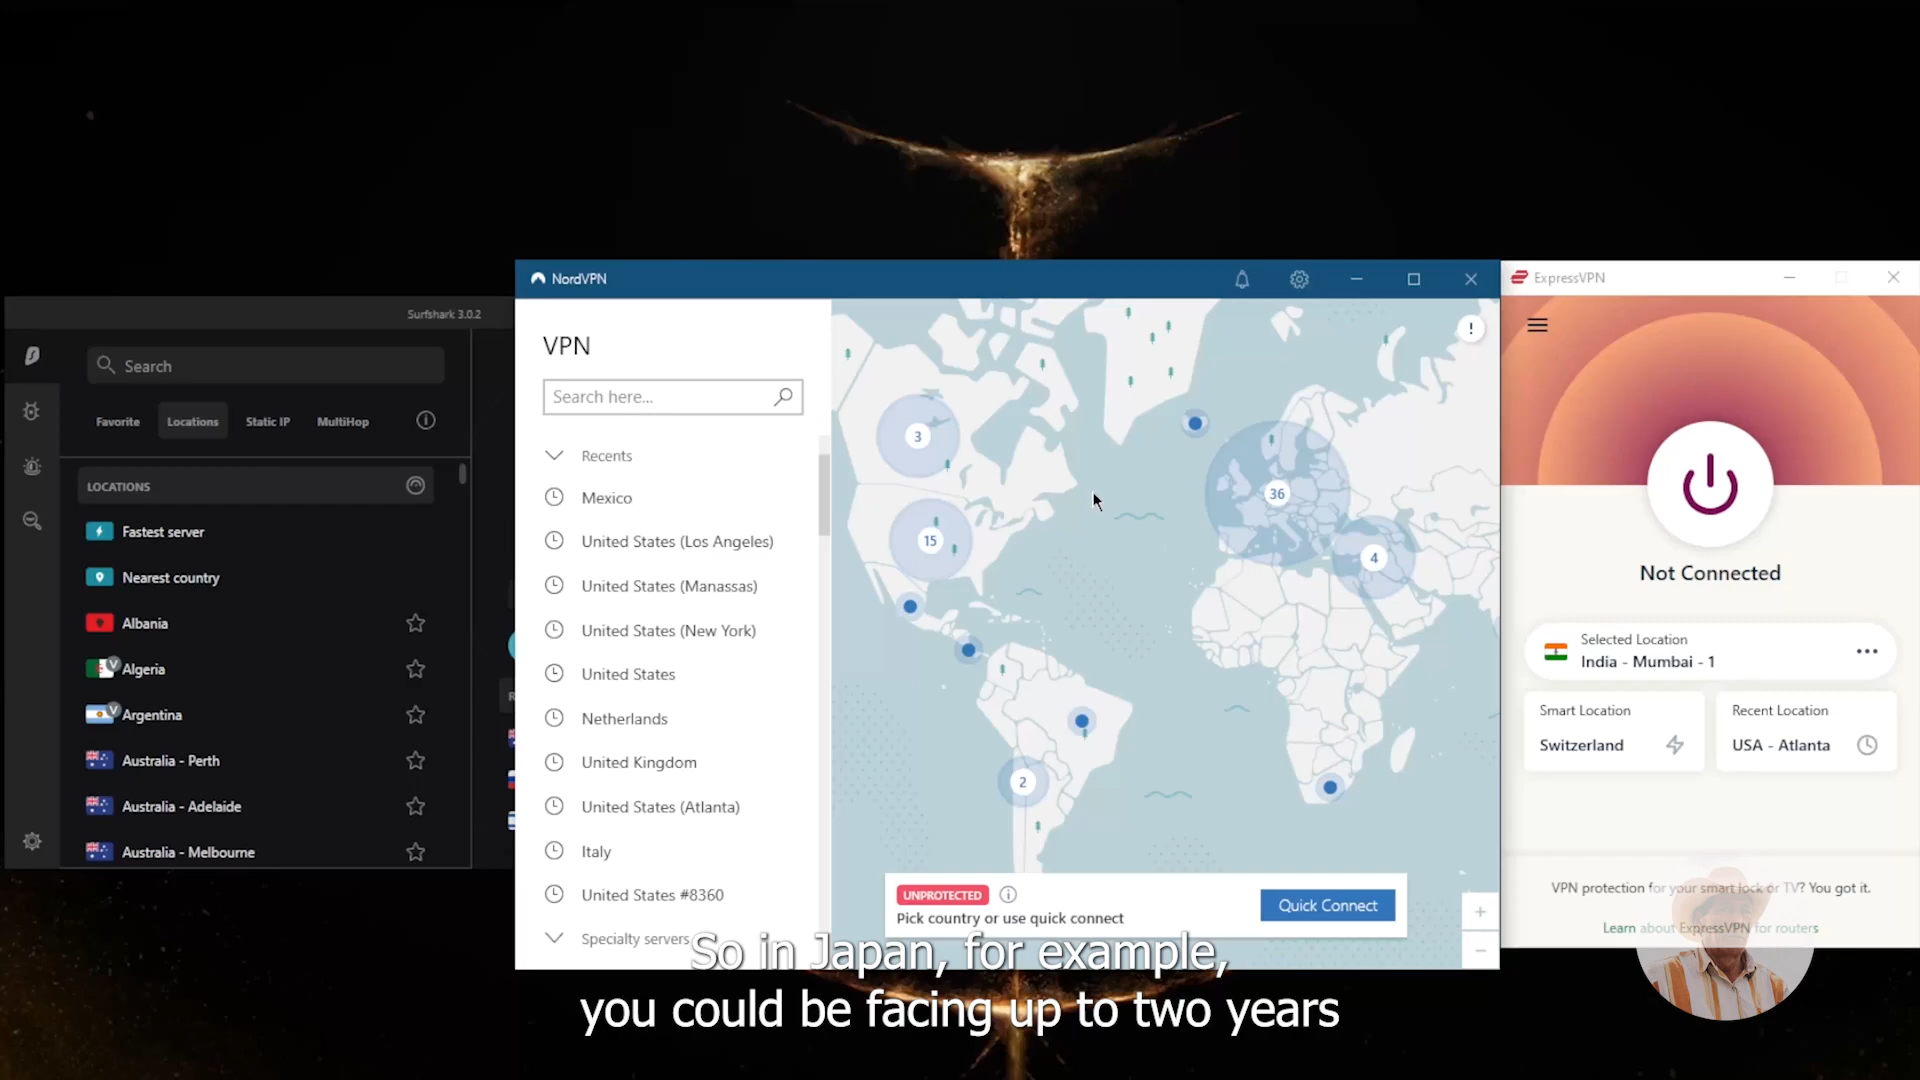 Surfshark 3.0.2
Search
Favorite
Locations
Static IP
MultiHop
LOCATIONS
Fastest server
Nearest country
Albania
Algeria
Argentina
Australia - Perth
Australia - Adelaide
Australia - Melbourne
NordVPN
VPN
Search here...
Recents
Mexico
United States (Los Angeles)
United States (Manassas)
United States (New York)
United States
Netherlands
United Kingdom
United States (Atlanta)
Italy
United States #8360
Specialty servers
3
15
36
4
2
!
UNPROTECTED
Pick country or use quick connect
Quick Connect
ExpressVPN
Not Connected
Selected Location
India - Mumbai - 1
Smart Location
Switzerland
Recent Location
USA - Atlanta
VPN protection for your smart lock or TV? You got it.
Learn about ExpressVPN for routers
So in Japan, for example,
you could be facing up to two years